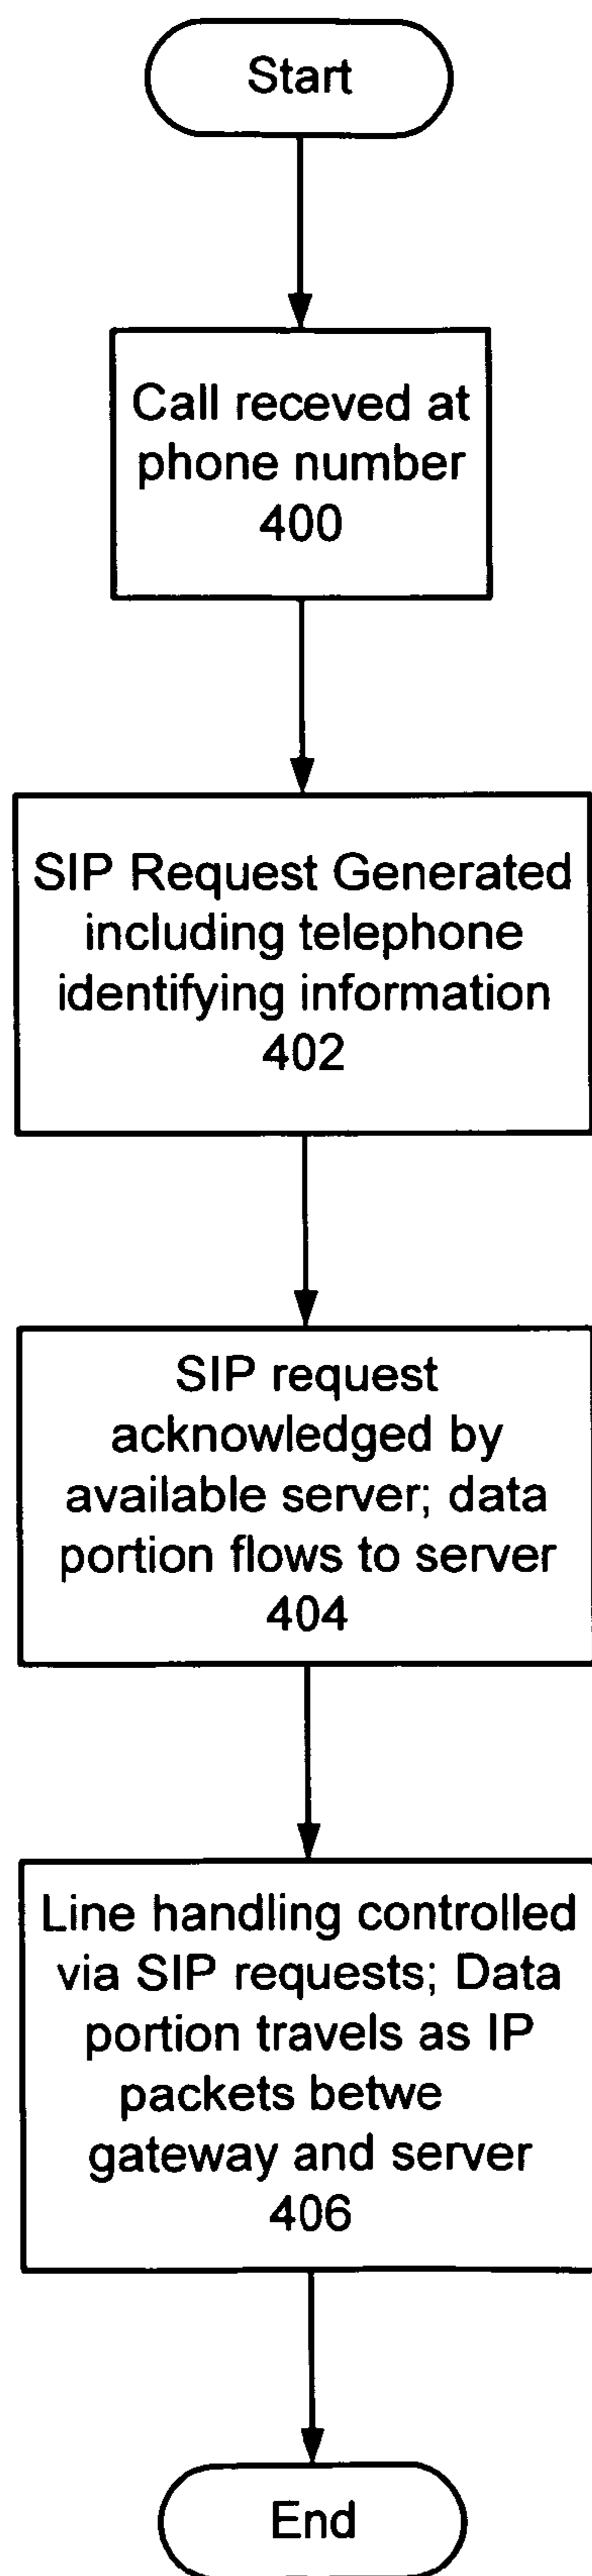 Start
Call receved at
phone number
400
SIP Request Generated
including telephone
identifying information
402
SIP request
acknowledged by
available server; data
portion flows to server
404
Line handling controlled
via SIP requests; Data
portion travels as IP
packets betwe
gateway and server
406
End